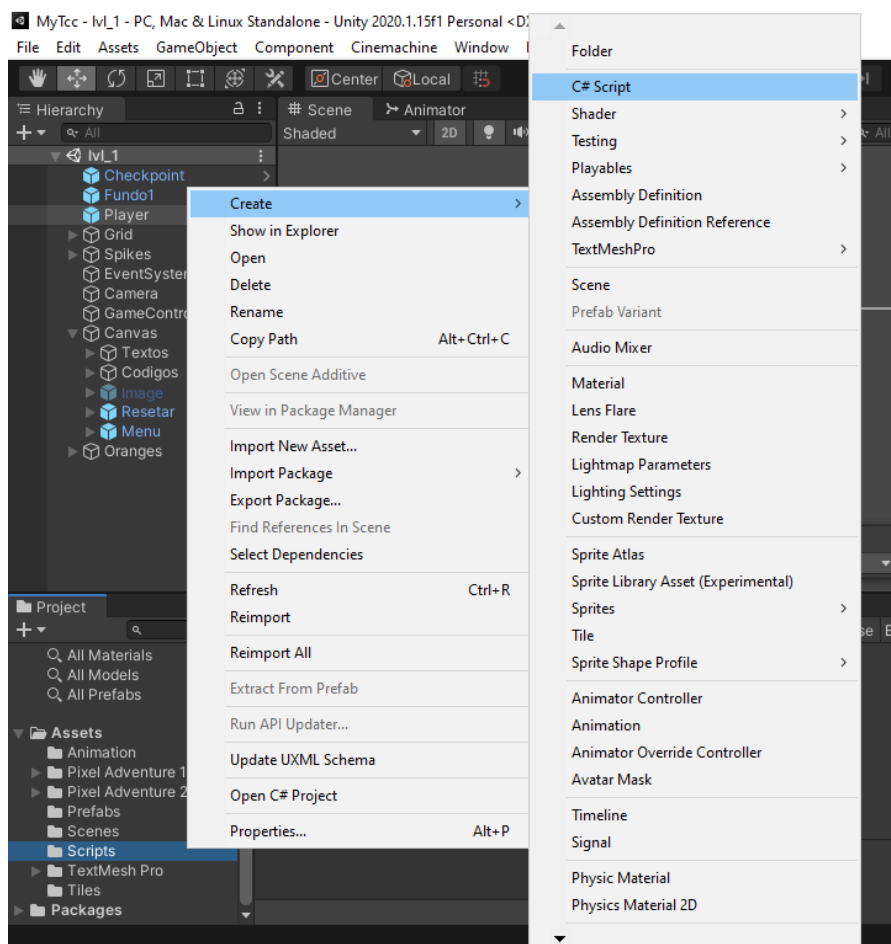 MyTcc - lvl_1 - PC, Mac & Linux Standalone - Unity 2020.1.15f1 Personal
File Edit Assets GameObject Component Cinemachine Window
Center Local
Hierarchy
# Scene Animator
All
Shaded 2D
All
lvl_1
Checkpoint
Fundo1
Player
Grid
Spikes
EventSyster
Camera
GameContro
Canvas
Textos
Codigos
Image
Resetar
Menu
Oranges
Project
All Materials
All Models
All Prefabs
Assets
Animation
Pixel Adventure 1
Pixel Adventure 2
Prefabs
Scenes
Scripts
TextMesh Pro
Tiles
Packages
Create
Show in Explorer
Open
Delete
Rename
Copy Path Alt+Ctrl+C
Open Scene Additive
View in Package Manager
Import New Asset...
Import Package
Export Package...
Find References In Scene
Select Dependencies
Refresh Ctrl+R
Reimport
Reimport All
Extract From Prefab
Run API Updater...
Update UXML Schema
Open C# Project
Properties... Alt+P
Folder
C# Script
Shader
Testing
Playables
Assembly Definition
Assembly Definition Reference
TextMeshPro
Scene
Prefab Variant
Audio Mixer
Material
Lens Flare
Render Texture
Lightmap Parameters
Lighting Settings
Custom Render Texture
Sprite Atlas
Sprite Library Asset (Experimental)
Sprites
Tile
Sprite Shape Profile
Animator Controller
Animation
Animator Override Controller
Avatar Mask
Timeline
Signal
Physic Material
Physics Material 2D